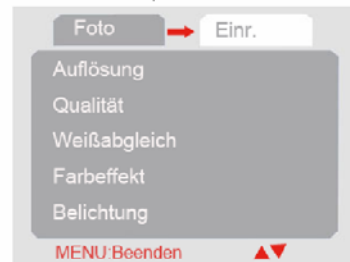 Foto Einr.
Auflösung
Qualität
Weißabgleich
Farbeffekt
Belichtung
MENU:Beenden